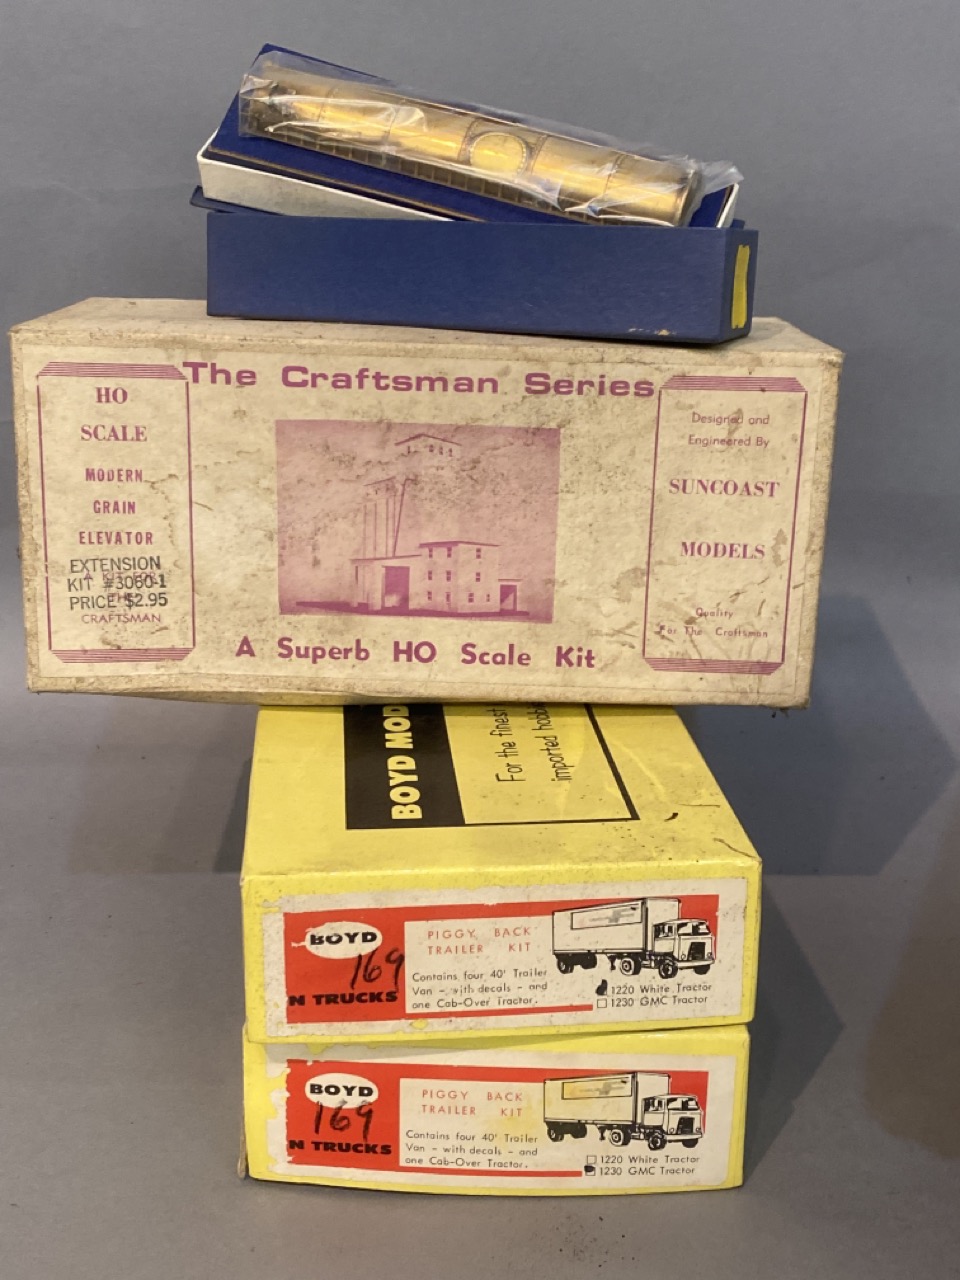 The Craftsman Series
HO
SCALE
MODERN
GRAIN
ELEVATOR
EXTENSION
KIT #3060-1
PRICE $2.95
CRAFTSMAN
Designed and
Engineered By
SUNCOAST
MODELS
Quality
For The Craftsman
A Superb HO Scale Kit
BOYD MOD
For the finest
imported hobb
BOYD
169
N TRUCKS
PIGGY BACK
TRAILER KIT
Contains four 40' Trailer
Van - with decals - and
one Cab-Over Tractor.
1220 White Tractor
1230 GMC Tractor
BOYD
169
N TRUCKS
PIGGY BACK
TRAILER KIT
Contains four 40' Trailer
Van - with decals - and
one Cab-Over Tractor.
1220 White Tractor
1230 GMC Tractor